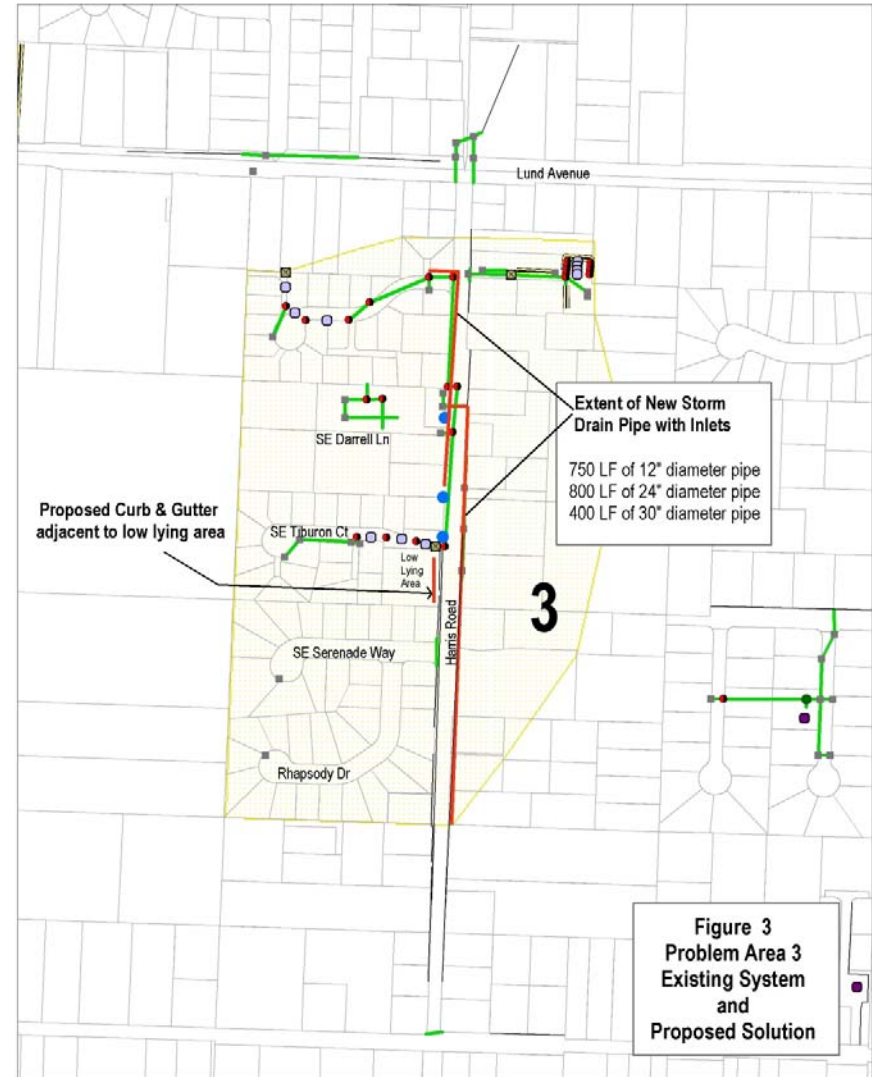 Lund Avenue
Extent of New Storm
Drain Pipe with Inlets
750 LF of 12" diameter pipe
800 LF of 24" diameter pipe
400 LF of 30" diameter pipe
SE Darrell Ln
Proposed Curb & Gutter
adjacent to low lying area
SE Tiburon Ct
Low
Lying
Area
3
Harris Road
SE Serenade Way
Rhapsody Dr
Figure 3
Problem Area 3
Existing System
and
Proposed Solution